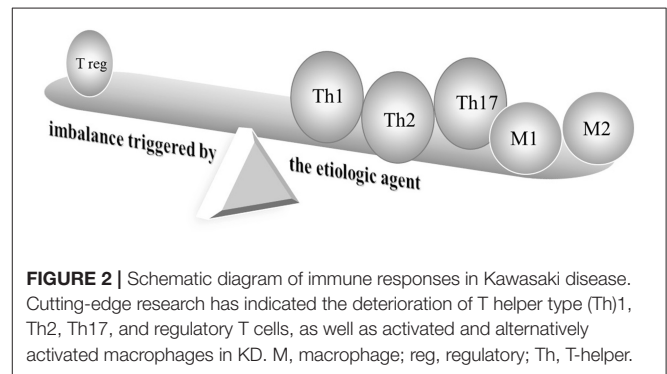 T reg
Th1
Th2
Th17
M1
M2
imbalance triggered by
the etiologic agent
FIGURE 2 | Schematic diagram of immune responses in Kawasaki disease.
Cutting-edge research has indicated the deterioration of T helper type (Th)1,
Th2, Th17, and regulatory T cells, as well as activated and alternatively
activated macrophages in KD. M, macrophage; reg, regulatory; Th, T-helper.